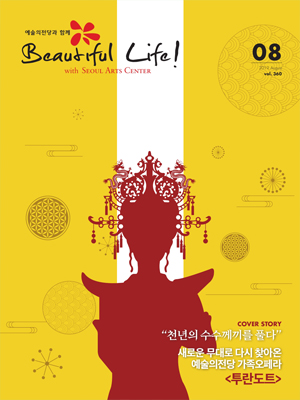 예술의전당과 함께
Beautiful Life!
with SEOUL ARTS CENTER
08
2014 August
vol. 360
COVER STORY
“천년의 수수께끼를 풀다”
새로운 무대로 다시 찾아온
예술의전당 가족오페라
<투란도트>